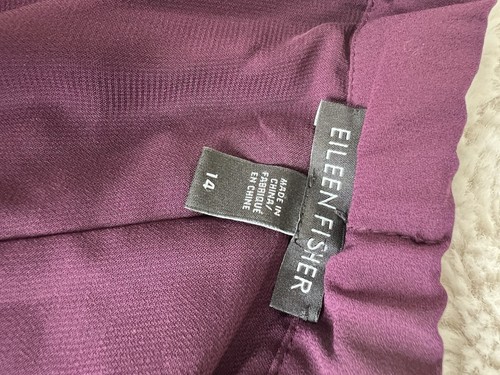 EILEEN FISHER
MADE IN
CHINA/
FABRIQUÉ
EN CHINE
14